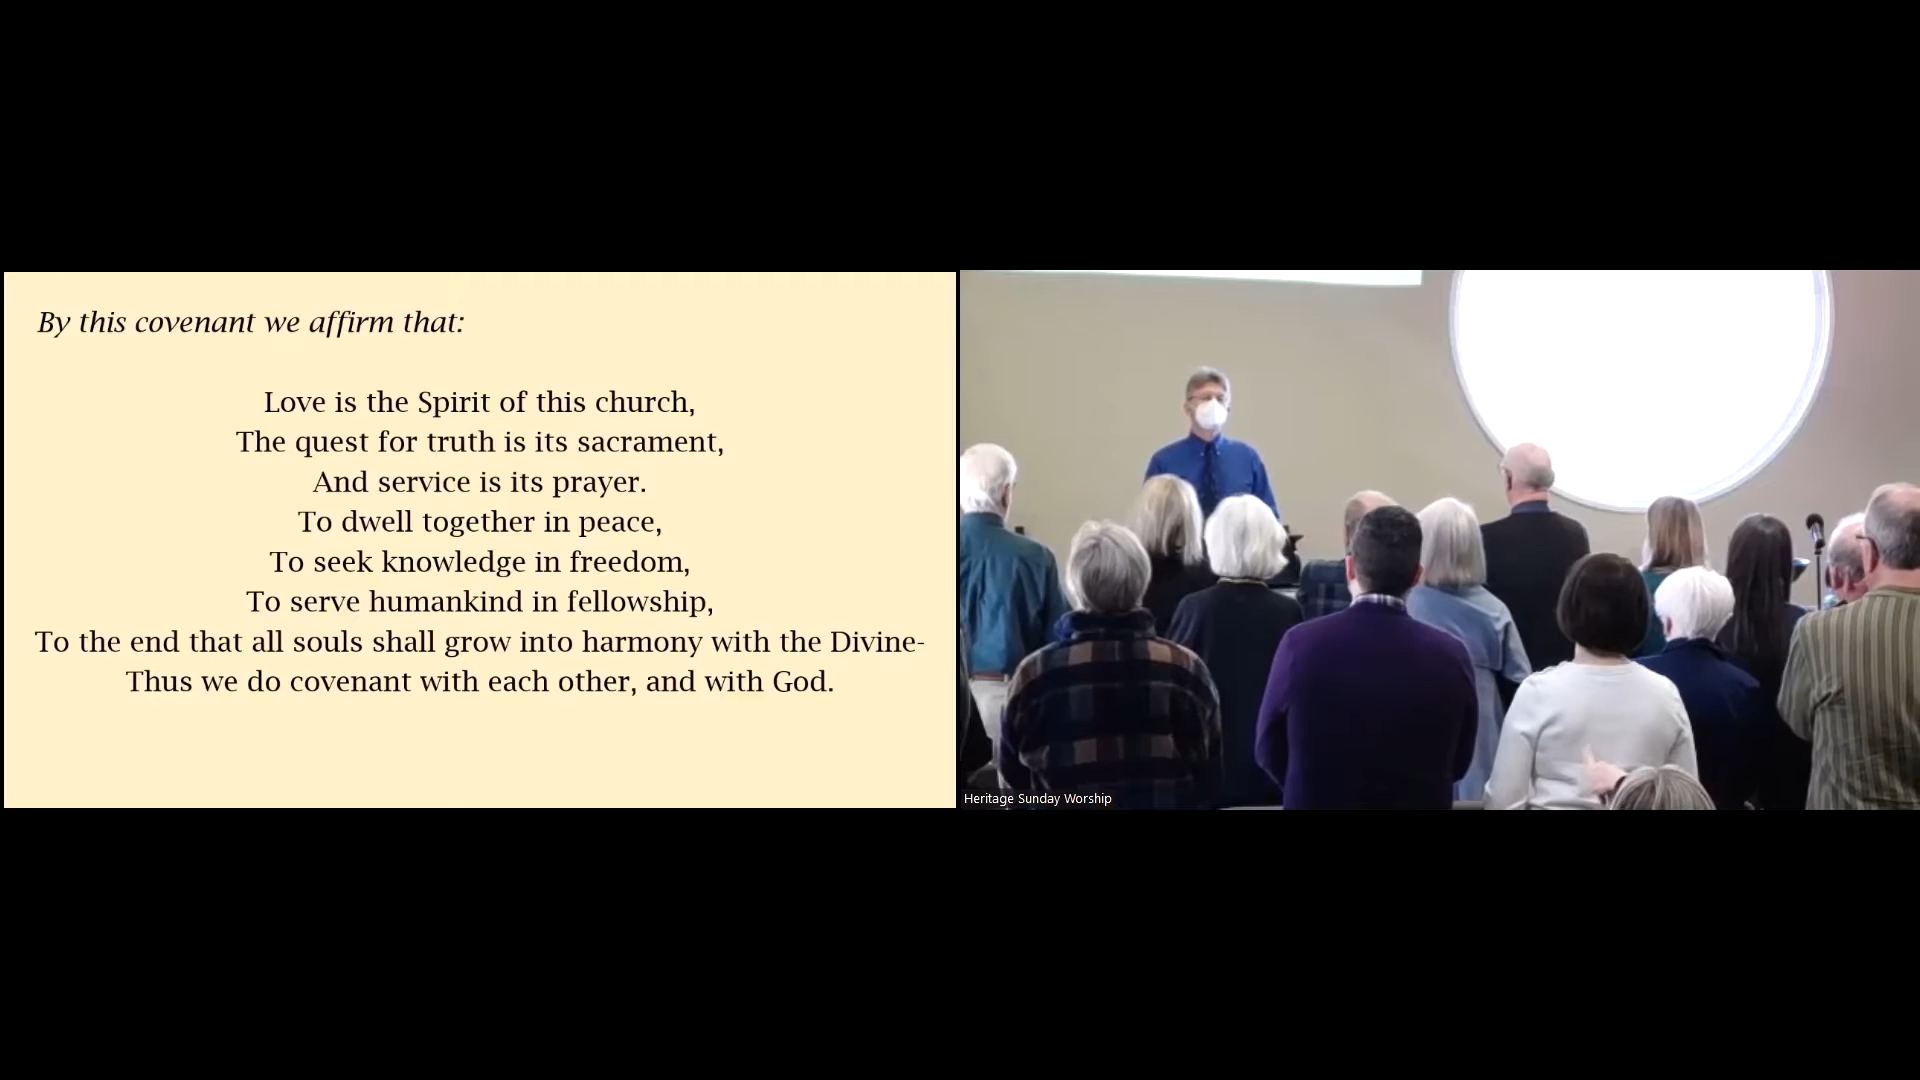 By this covenant we affirm that:
Love is the Spirit of this church,
The quest for truth is its sacrament,
And service is its prayer.
To dwell together in peace,
To seek knowledge in freedom,
To serve humankind in fellowship,
To the end that all souls shall grow into harmony with the Divine-
Thus we do covenant with each other, and with God.
Heritage Sunday Worship